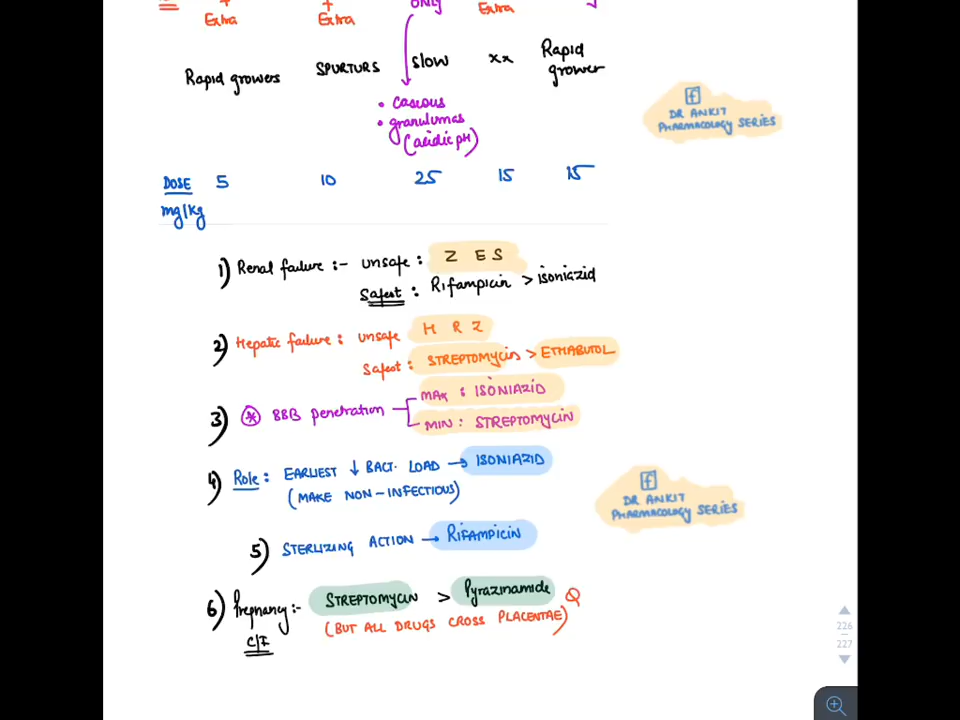 + + ONLY
Extra Extra Extra
Rapid growers SPURTURS slow xx Rapid grower
• caseous
• granulumas
(acidic pH)
DR ANKIT
PHARMACOLOGY SERIES
DOSE 5 10 25 15 15
mg/kg
1) Renal failure :- unsafe : Z E S
Safest : Rifampicin > isoniazid
2) Hepatic failure : unsafe H R Z
Safest : STREPTOMYCIN > ETHABUTOL
3) * BBB penetration MAX : ISONIAZID
MIN : STREPTOMYCIN
4) Role : EARLIEST ↓ BACT. LOAD → ISONIAZID
(MAKE NON-INFECTIOUS)
DR ANKIT
PHARMACOLOGY SERIES
5) STERLIZING ACTION → RIFAMPICIN
6) Pregnancy :- STREPTOMYCIN > Pyrazinamide Q
C/I (BUT ALL DRUGS CROSS PLACENTAE)
226
227